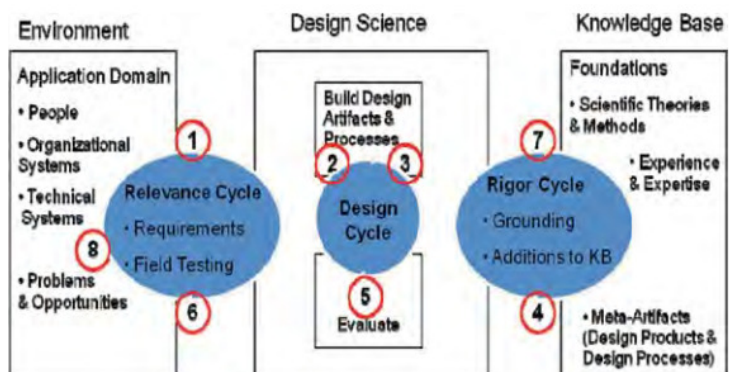 Environment
Design Science
Knowledge Base
Application Domain
• People
• Organizational
Systems
• Technical
Systems
• Problems
& Opportunities
1
Relevance Cycle
• Requirements
• Field Testing
8
6
Build Design
Artifacts &
Processes
2
3
Design
Cycle
5
Evaluate
7
Rigor Cycle
• Grounding
• Additions to KB
4
Foundations
• Scientific Theories
& Methods
• Experience
& Expertise
• Meta-Artifacts
(Design Products &
Design Processes)